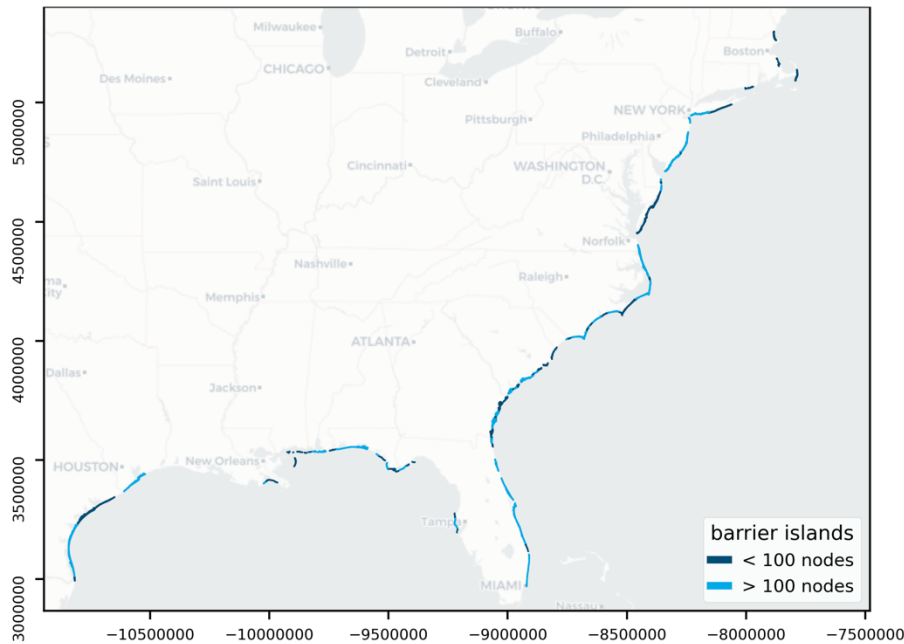 Milwaukee
Buffalo
Boston
Detroit
CHICAGO
Des Moines
Cleveland
NEW YORK
Pittsburgh
Philadelphia
Cincinnati
WASHINGTON
D.C.
Saint Louis
Norfolk
Nashville
Raleigh
ma
City
Memphis
ATLANTA
Dallas
Jackson
HOUSTON
New Orleans
Tampa
MIAMI
Nassau
barrier islands
< 100 nodes
> 100 nodes
5000000
4500000
4000000
3500000
3000000
−10500000
−10000000
−9500000
−9000000
−8500000
−8000000
−7500000